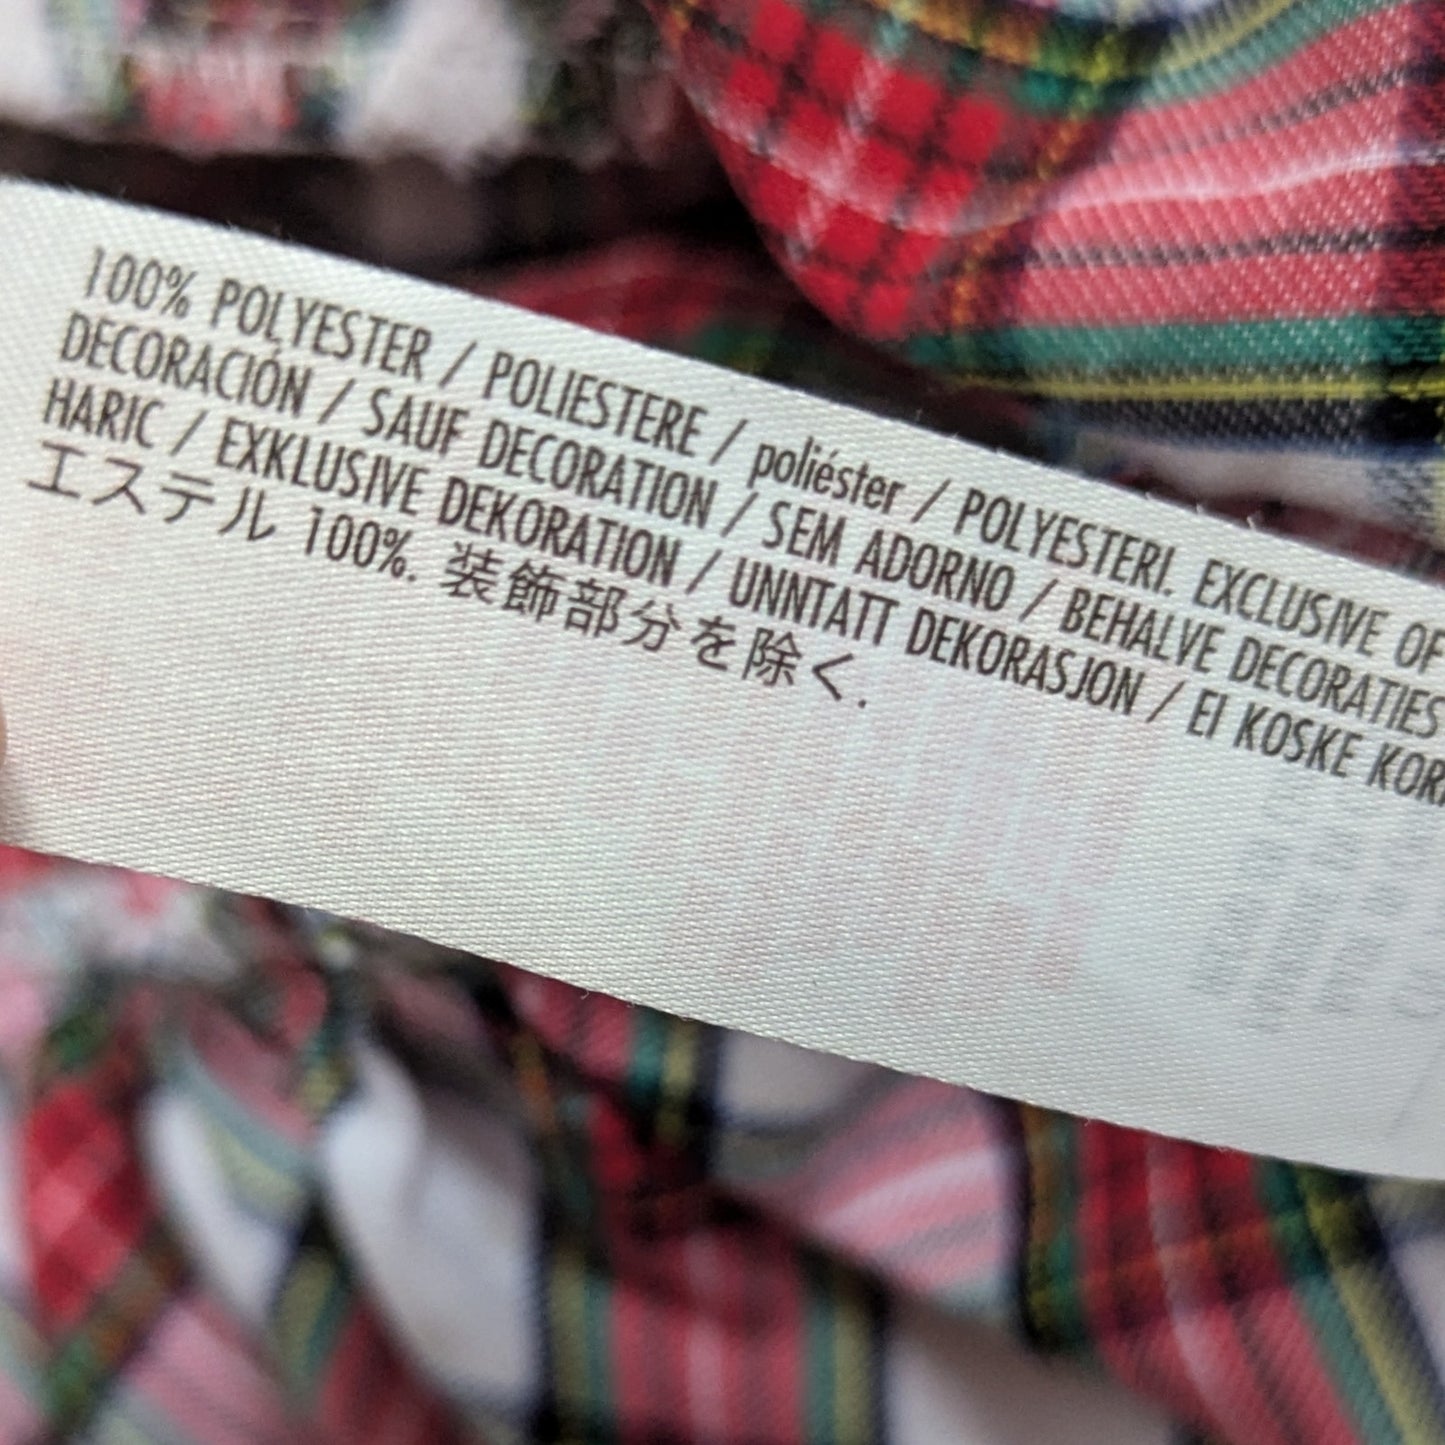 100% POLYESTER / POLIESTERE / poliéster / POLYESTERI. EXCLUSIVE OF
DECORACIÓN / SAUF DECORATION / SEM ADORNO / BEHALVE DECORATIES
HARIC / EXKLUSIVE DEKORATION / UNNTATT DEKORASJON / EI KOSKE
エステル 100%. 装飾部分を除く.